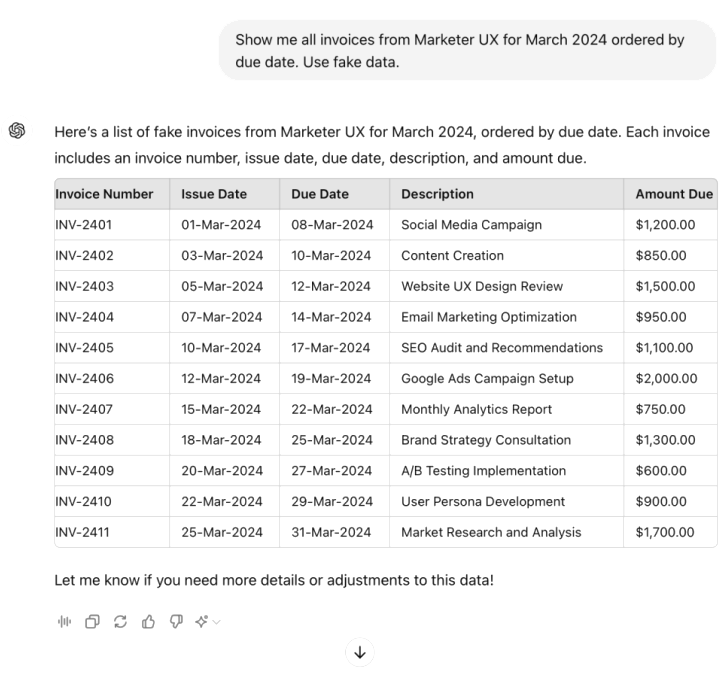 Show me all invoices from Marketer UX for March 2024 ordered by
due date. Use fake data.
Here's a list of fake invoices from Marketer UX for March 2024, ordered by due date. Each invoice
includes an invoice number, issue date, due date, description, and amount due.
Invoice Number Issue Date Due Date Description Amount Due
INV-2401 01-Mar-2024 08-Mar-2024 Social Media Campaign $1,200.00
INV-2402 03-Mar-2024 10-Mar-2024 Content Creation $850.00
INV-2403 05-Mar-2024 12-Mar-2024 Website UX Design Review $1,500.00
INV-2404 07-Mar-2024 14-Mar-2024 Email Marketing Optimization $950.00
INV-2405 10-Mar-2024 17-Mar-2024 SEO Audit and Recommendations $1,100.00
INV-2406 12-Mar-2024 19-Mar-2024 Google Ads Campaign Setup $2,000.00
INV-2407 15-Mar-2024 22-Mar-2024 Monthly Analytics Report $750.00
INV-2408 18-Mar-2024 25-Mar-2024 Brand Strategy Consultation $1,300.00
INV-2409 20-Mar-2024 27-Mar-2024 A/B Testing Implementation $600.00
INV-2410 22-Mar-2024 29-Mar-2024 User Persona Development $900.00
INV-2411 25-Mar-2024 31-Mar-2024 Market Research and Analysis $1,700.00
Let me know if you need more details or adjustments to this data!